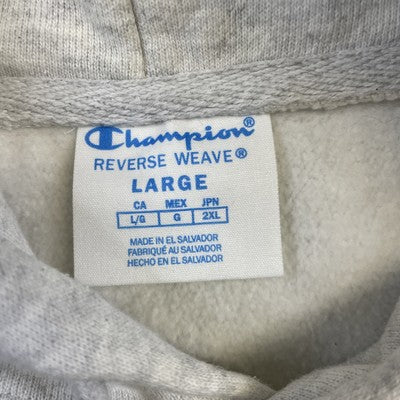 Champion
REVERSE WEAVE®
LARGE
CA MEX JPN
L/G G 2XL
MADE IN EL SALVADOR
FABRIQUÉ AU SALVADOR
HECHO EN EL SALVADOR